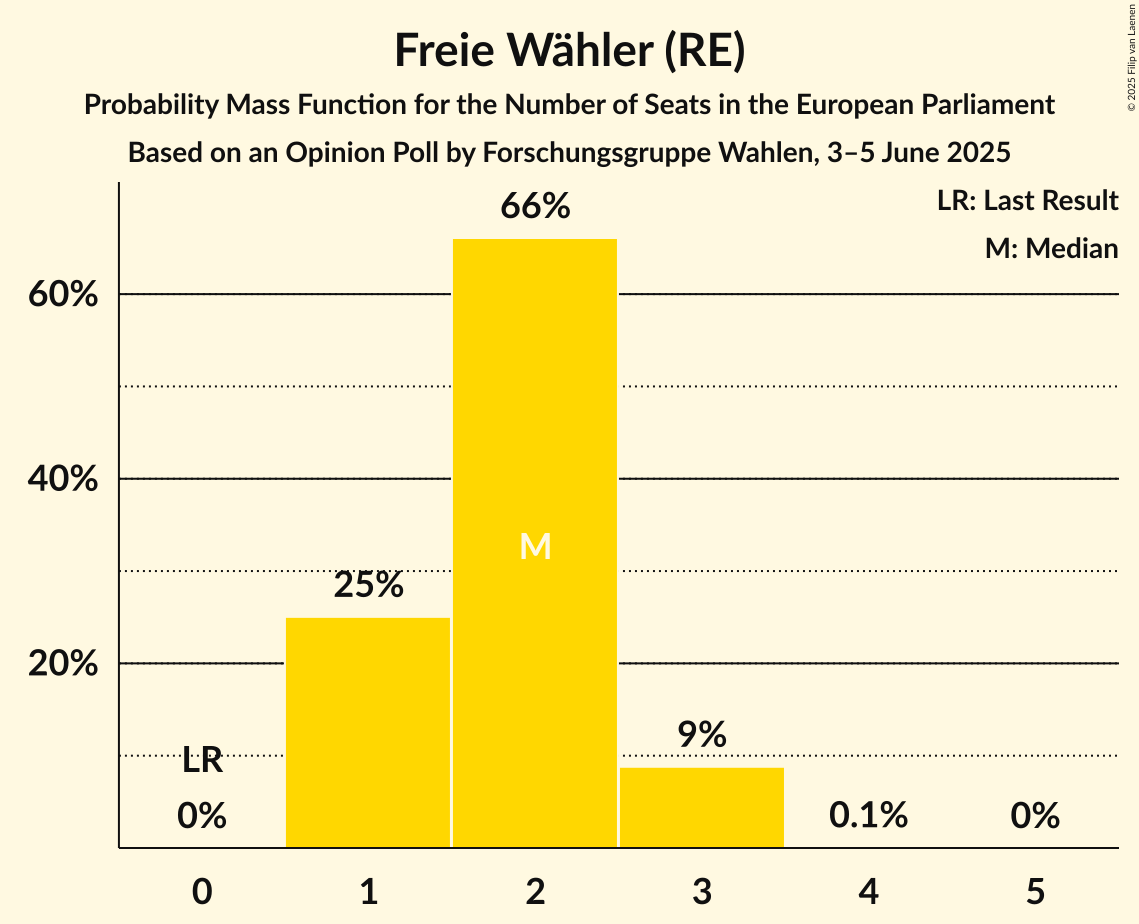 Freie Wähler (RE)
Probability Mass Function for the Number of Seats in the European Parliament
Based on an Opinion Poll by Forschungsgruppe Wahlen, 3–5 June 2025
© 2025 Filip van Laenen
LR: Last Result
M: Median
66%
60%
40%
M
25%
20%
9%
LR
0%
0.1%
0%
0 1 2 3 4 5